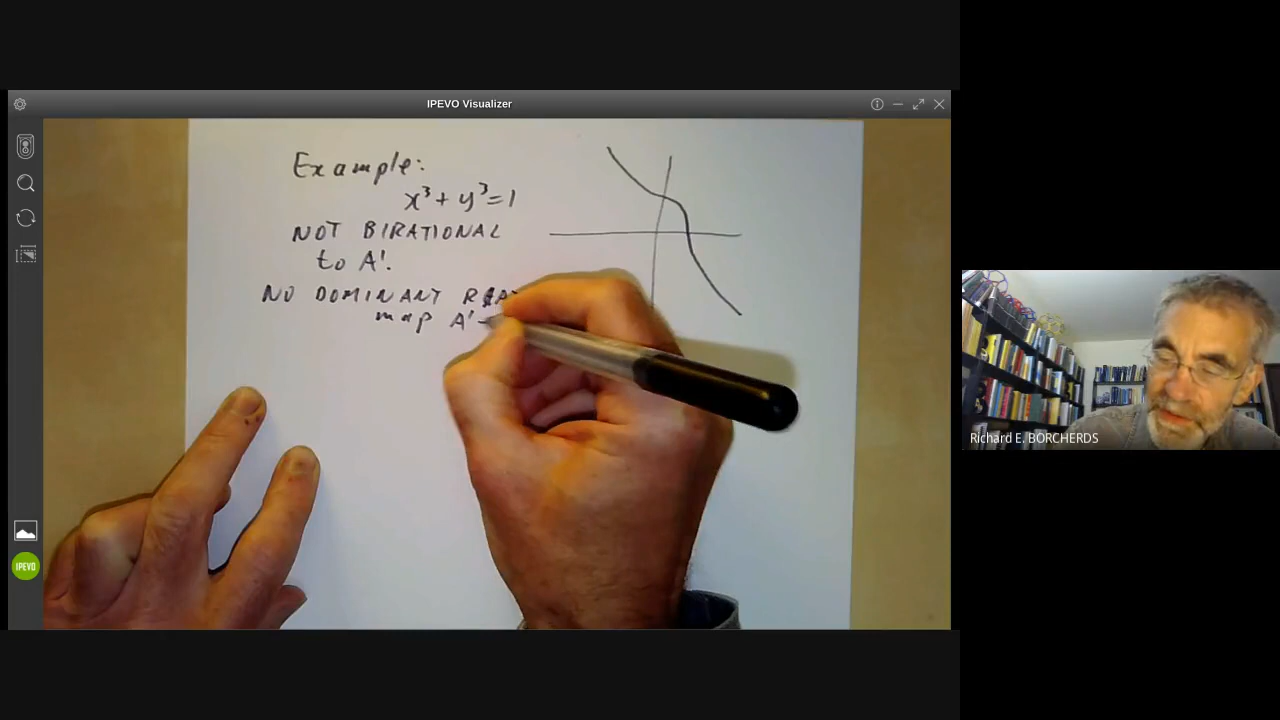 IPEVO Visualizer
Example:
x³ + y³ = 1
NOT BIRATIONAL
to A¹.
NO DOMINANT
map A¹
IPEVO
Richard E. BORCHERDS